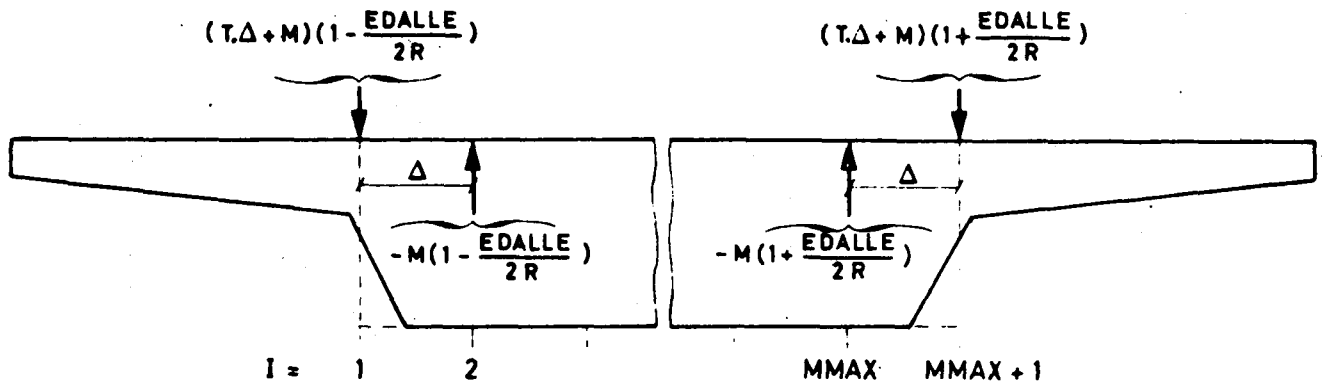 (T.Δ + M)(1 - EDALLE / 2R) (T.Δ + M)(1 + EDALLE / 2R)
Δ Δ
-M(1 - EDALLE / 2R) -M(1 + EDALLE / 2R)
I = 1 2 MMAX MMAX + 1